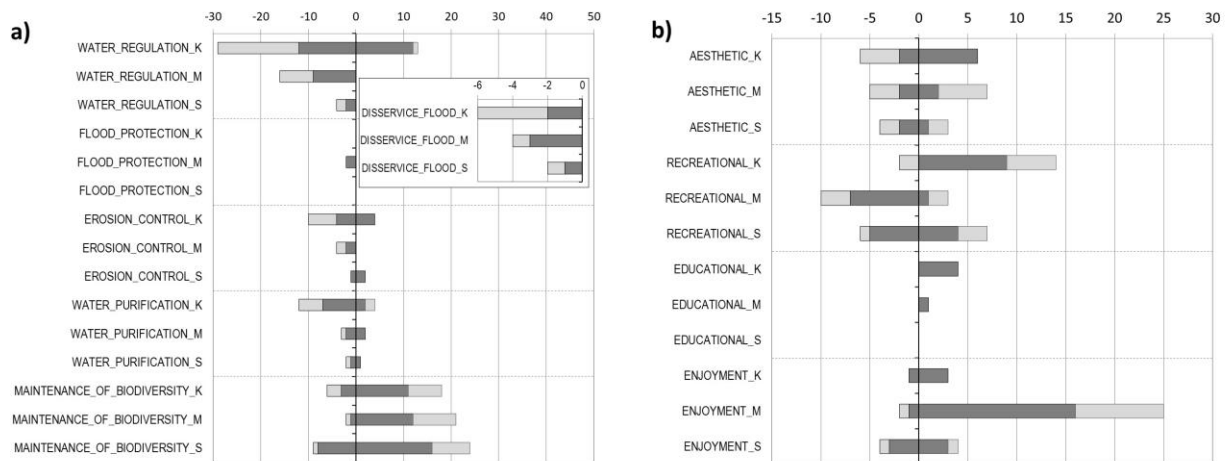 a)
-30 -20 -10 0 10 20 30 40 50
WATER_REGULATION_K
WATER_REGULATION_M
WATER_REGULATION_S
FLOOD_PROTECTION_K
FLOOD_PROTECTION_M
FLOOD_PROTECTION_S
EROSION_CONTROL_K
EROSION_CONTROL_M
EROSION_CONTROL_S
WATER_PURIFICATION_K
WATER_PURIFICATION_M
WATER_PURIFICATION_S
MAINTENANCE_OF_BIODIVERSITY_K
MAINTENANCE_OF_BIODIVERSITY_M
MAINTENANCE_OF_BIODIVERSITY_S
-6 -4 -2 0
DISSERVICE_FLOOD_K
DISSERVICE_FLOOD_M
DISSERVICE_FLOOD_S
b)
-15 -10 -5 0 5 10 15 20 25 30
AESTHETIC_K
AESTHETIC_M
AESTHETIC_S
RECREATIONAL_K
RECREATIONAL_M
RECREATIONAL_S
EDUCATIONAL_K
EDUCATIONAL_M
EDUCATIONAL_S
ENJOYMENT_K
ENJOYMENT_M
ENJOYMENT_S